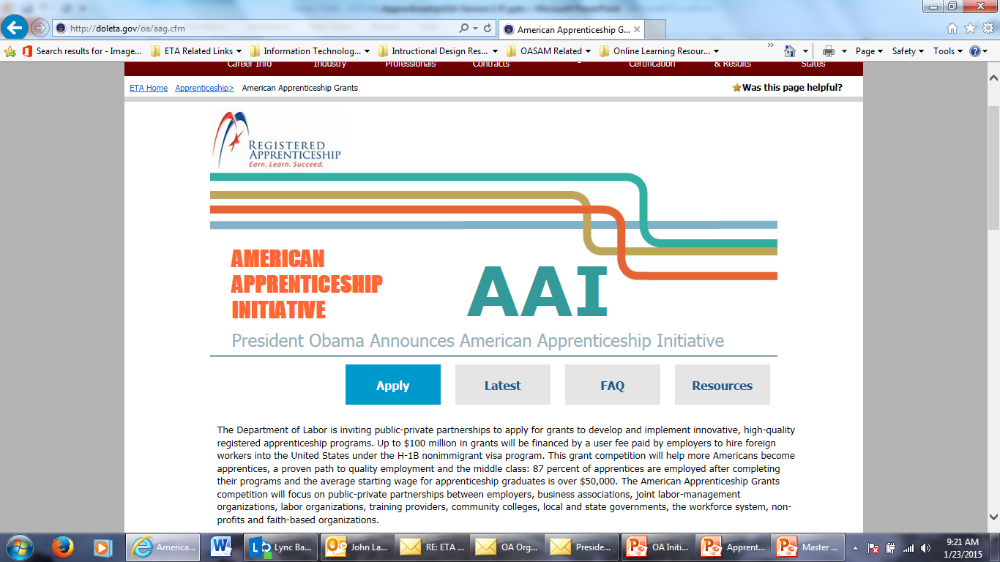 http://doleta.gov/oa/aag.cfm
American Apprenticeship G...
Search results for - Image...
ETA Related Links
Information Technolog...
Intructional Design Res...
OASAM Related
Online Learning Resour...
Page
Safety
Tools
Career Info
Industry
Professionals
Contracts
Certification
& Results
States
ETA Home Apprenticeship> American Apprenticeship Grants
Was this page helpful?
REGISTERED
APPRENTICESHIP
Earn. Learn. Succeed.
AMERICAN
APPRENTICESHIP
INITIATIVE
AAI
President Obama Announces American Apprenticeship Initiative
Apply
Latest
FAQ
Resources
The Department of Labor is inviting public-private partnerships to apply for grants to develop and implement innovative, high-quality
registered apprenticeship programs. Up to $100 million in grants will be financed by a user fee paid by employers to hire foreign
workers into the United States under the H-1B nonimmigrant visa program. This grant competition will help more Americans become
apprentices, a proven path to quality employment and the middle class: 87 percent of apprentices are employed after completing
their programs and the average starting wage for apprenticeship graduates is over $50,000. The American Apprenticeship Grants
competition will focus on public-private partnerships between employers, business associations, joint labor-management
organizations, labor organizations, training providers, community colleges, local and state governments, the workforce system, non-
profits and faith-based organizations.
America...
Lync Ba...
John La...
RE: ETA ...
OA Org...
Preside...
OA Initi...
Apprent...
Master ...
9:21 AM
1/23/2015